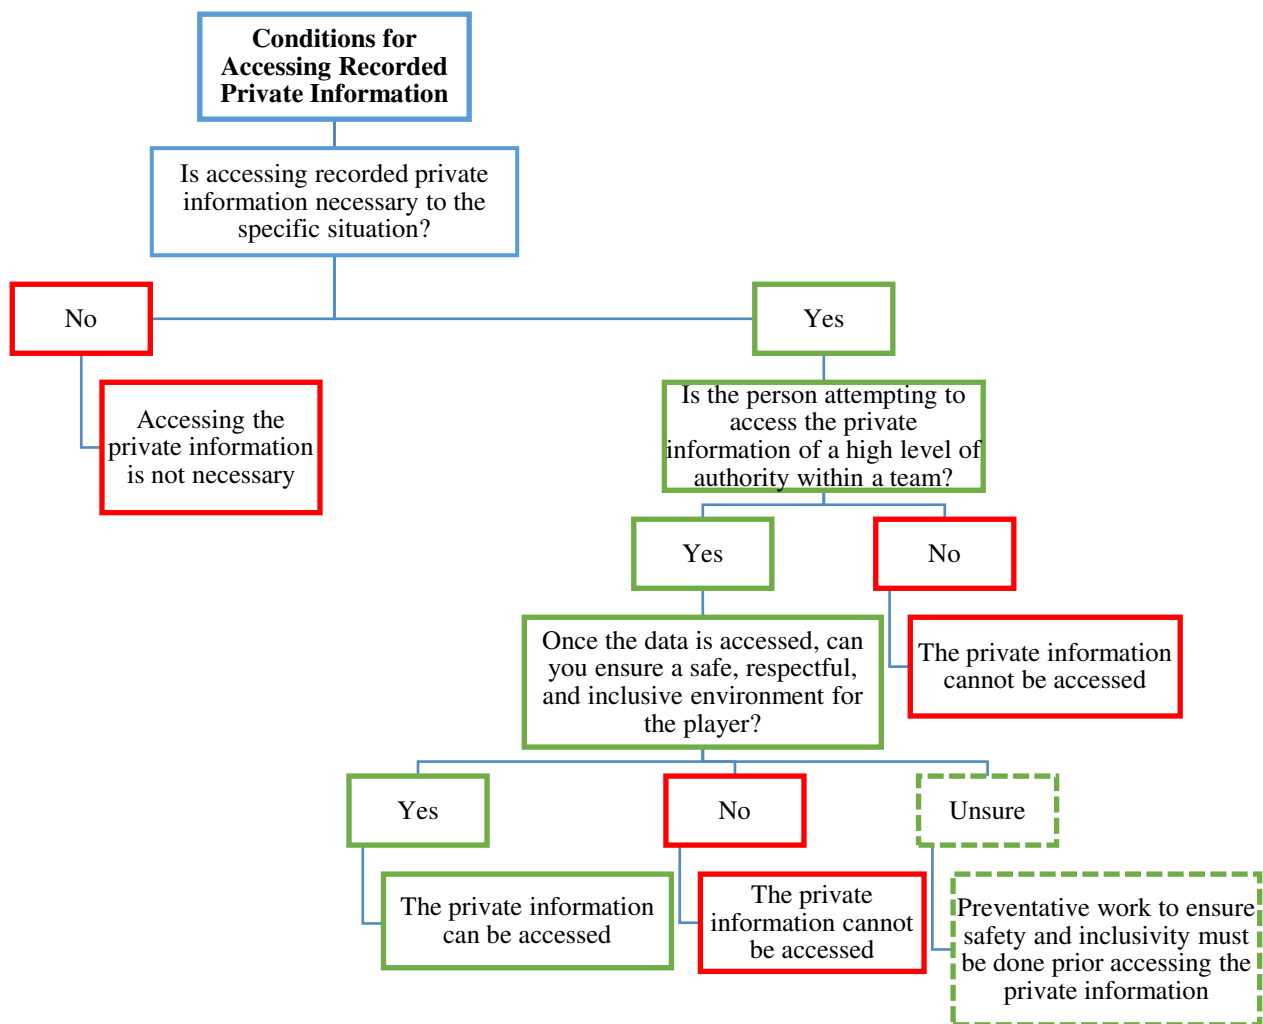 Conditions for
Accessing Recorded
Private Information
Is accessing recorded private
information necessary to the
specific situation?
No
Yes
Accessing the
private information
is not necessary
Is the person attempting to
access the private
information of a high level of
authority within a team?
Yes
No
Once the data is accessed, can
you ensure a safe, respectful,
and inclusive environment for
the player?
The private information
cannot be accessed
Yes
No
Unsure
The private information
can be accessed
The private
information cannot
be accessed
Preventative work to ensure
safety and inclusivity must
be done prior accessing the
private information